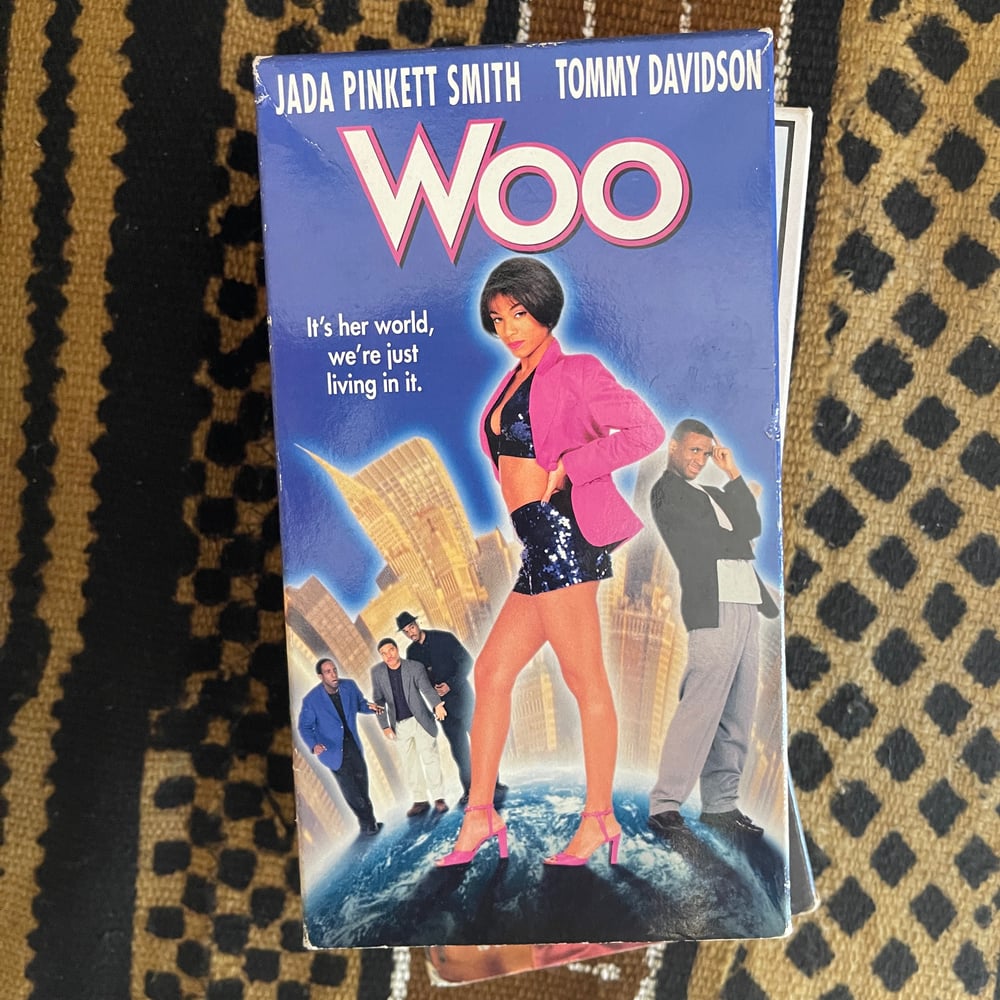 JADA PINKETT SMITH TOMMY DAVIDSON
WOO
It's her world,
we're just
living in it.